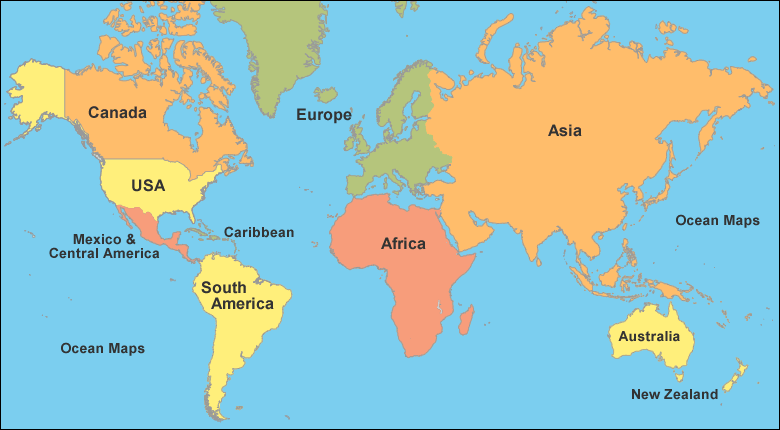 Canada
Europe
Asia
USA
Mexico &
Central America
Caribbean
Africa
Ocean Maps
South
America
Ocean Maps
Australia
New Zealand